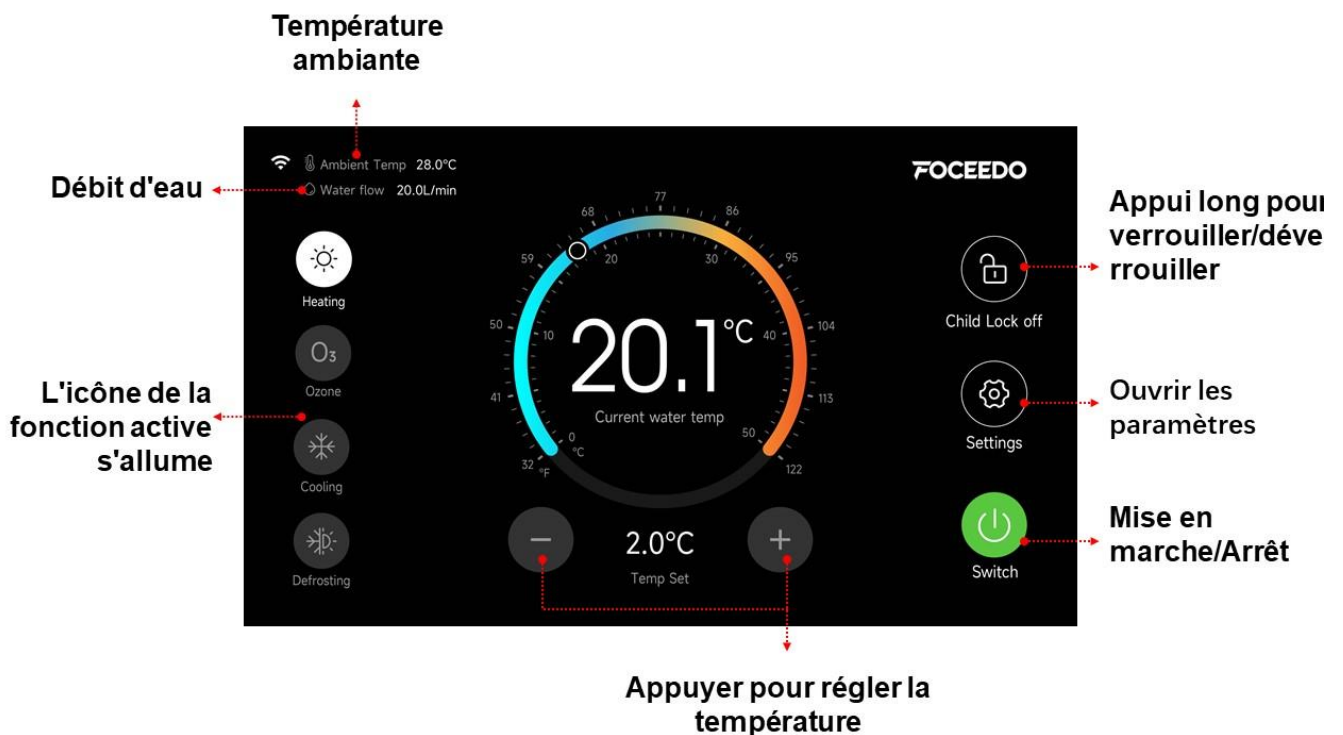 Température
ambiante
Ambient Temp 28.0°C
FOCEEDO
Débit d'eau
Water flow 20.0L/min
77
68
86
Appui long pour
verrouiller/déve
rrouiller
59
20
30
95
Heating
Child Lock off
50
10
20.1°C
40
104
O₃
Ozone
L'icône de la
fonction active
s'allume
41
Current water temp
113
Ouvrir les
paramètres
Settings
0
°C
50
32 °F
122
Cooling
2.0°C
Temp Set
Mise en
marche/Arrêt
Switch
Defrosting
Appuyer pour régler la
température